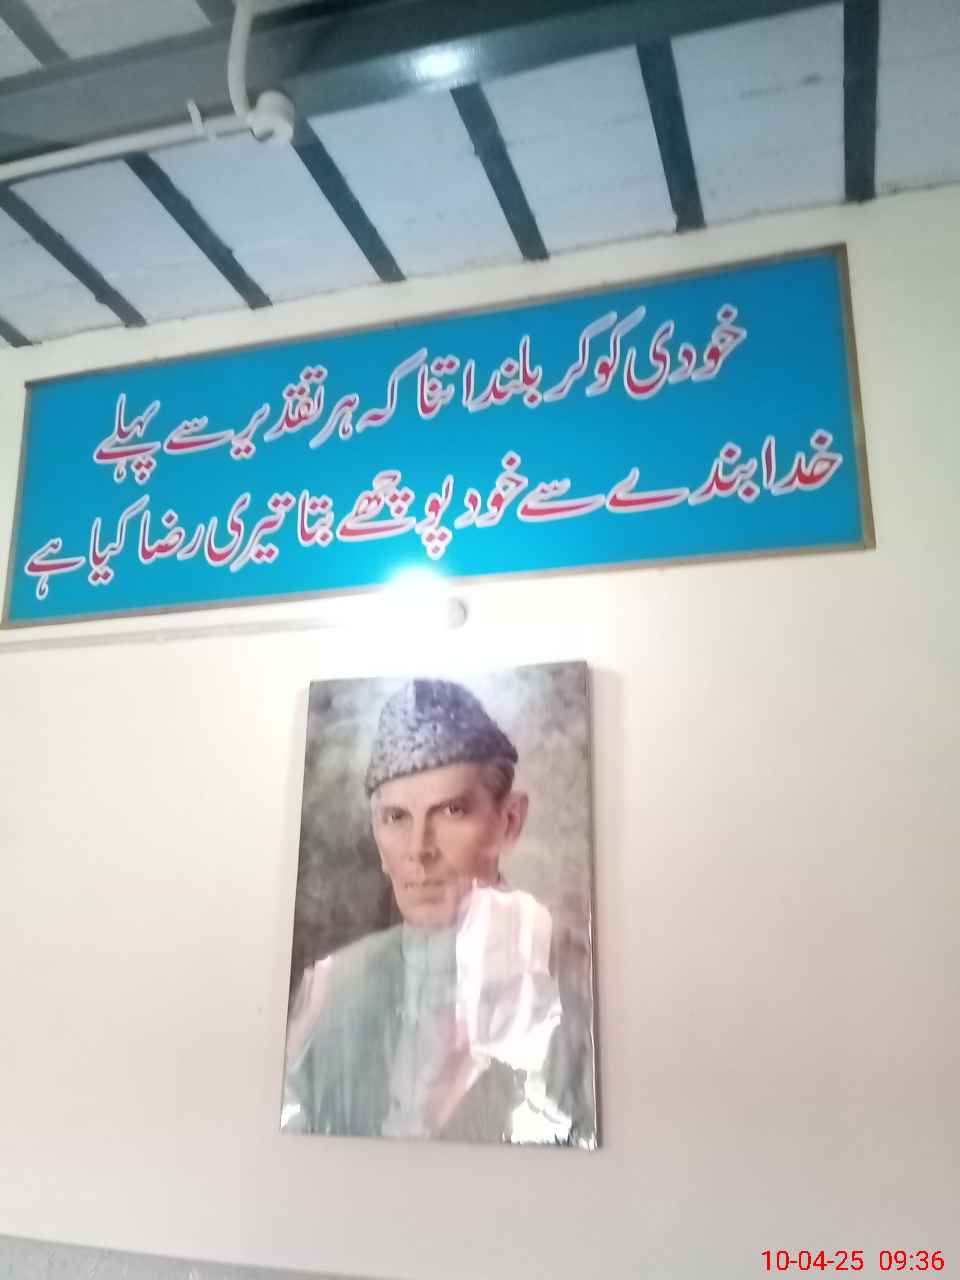 خودی کو کر بلند اتنا کہ ہر تقدیر سے پہلے
خدا بندے سے خود پوچھے بتا تیری رضا کیا ہے
10-04-25 09:36